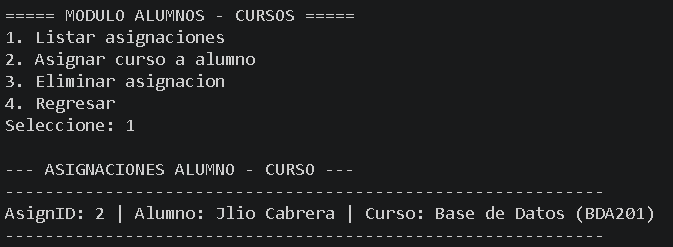 ===== MODULO ALUMNOS - CURSOS =====
1. Listar asignaciones
2. Asignar curso a alumno
3. Eliminar asignacion
4. Regresar
Seleccione: 1
--- ASIGNACIONES ALUMNO - CURSO ---
------------------------------------------------------------
AsignID: 2 | Alumno: Jlio Cabrera | Curso: Base de Datos (BDA201)
------------------------------------------------------------